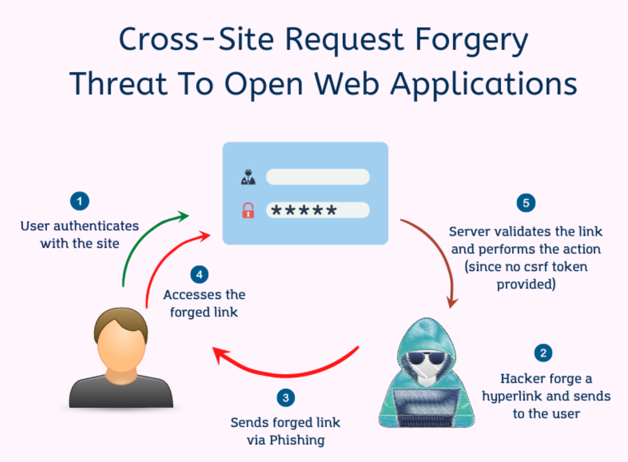 Cross-Site Request Forgery
Threat To Open Web Applications
1
User authenticates
with the site
*****
5
Server validates the link
and performs the action
(since no csrf token
provided)
4
Accesses the
forged link
2
Hacker forge a
hyperlink and sends
to the user
3
Sends forged link
via Phishing